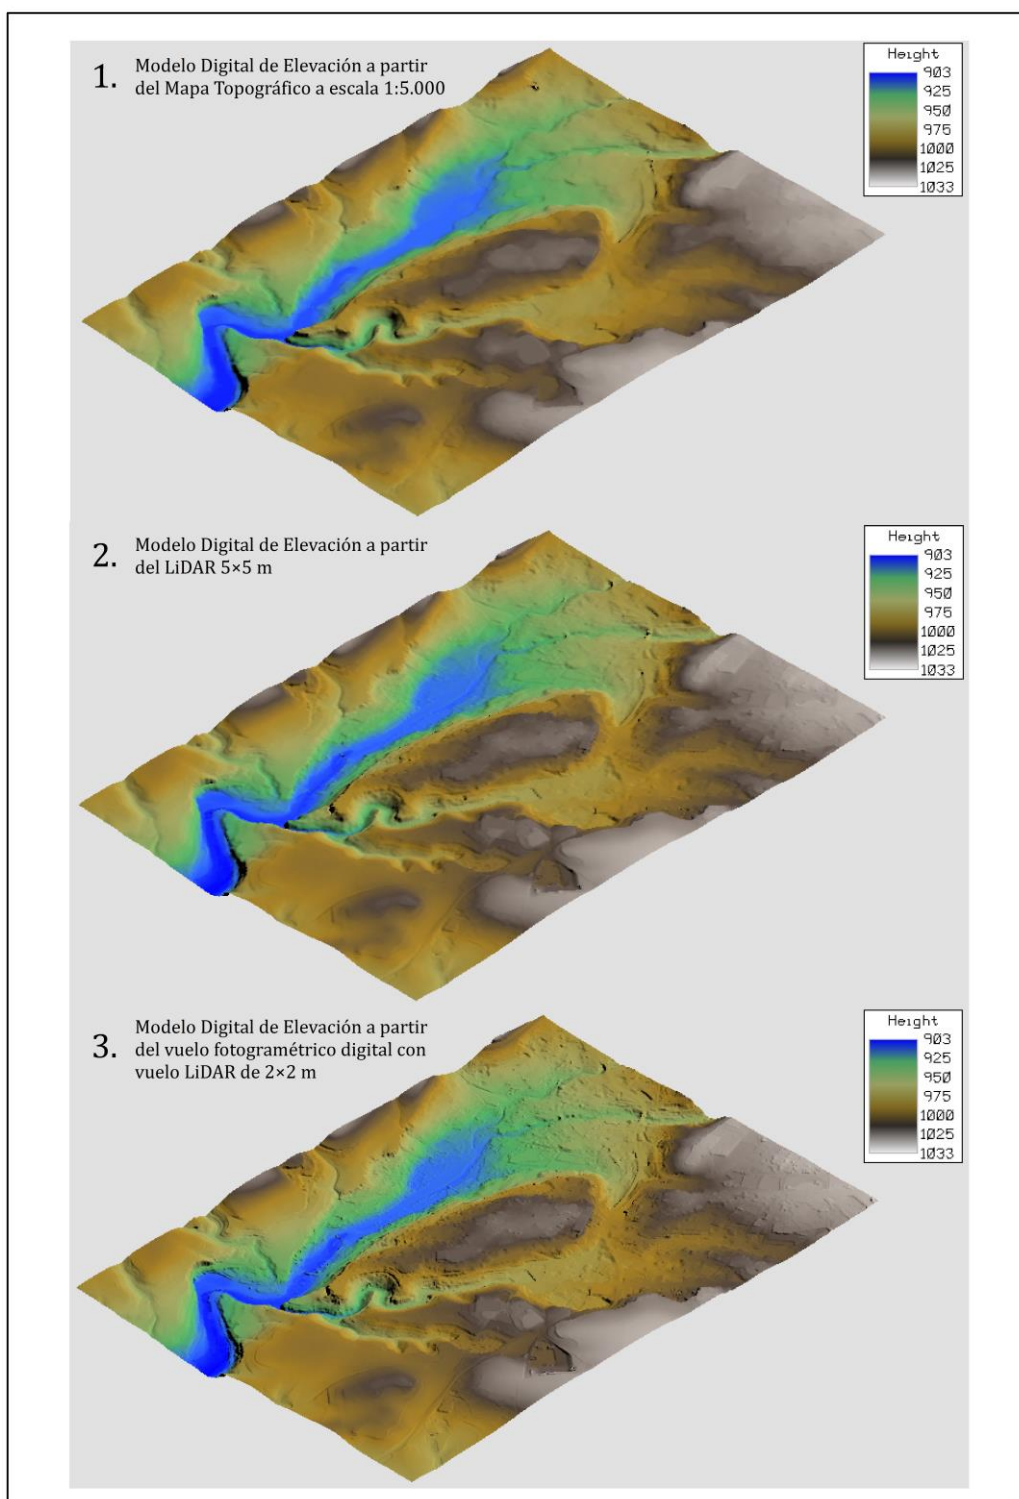 1.
Modelo Digital de Elevación a partir
del Mapa Topográfico a escala 1:5.000
Height
903
925
950
975
1000
1025
1033
2.
Modelo Digital de Elevación a partir
del LiDAR 5×5 m
Height
903
925
950
975
1000
1025
1033
3.
Modelo Digital de Elevación a partir
del vuelo fotogramétrico digital con
vuelo LiDAR de 2×2 m
Height
903
925
950
975
1000
1025
1033